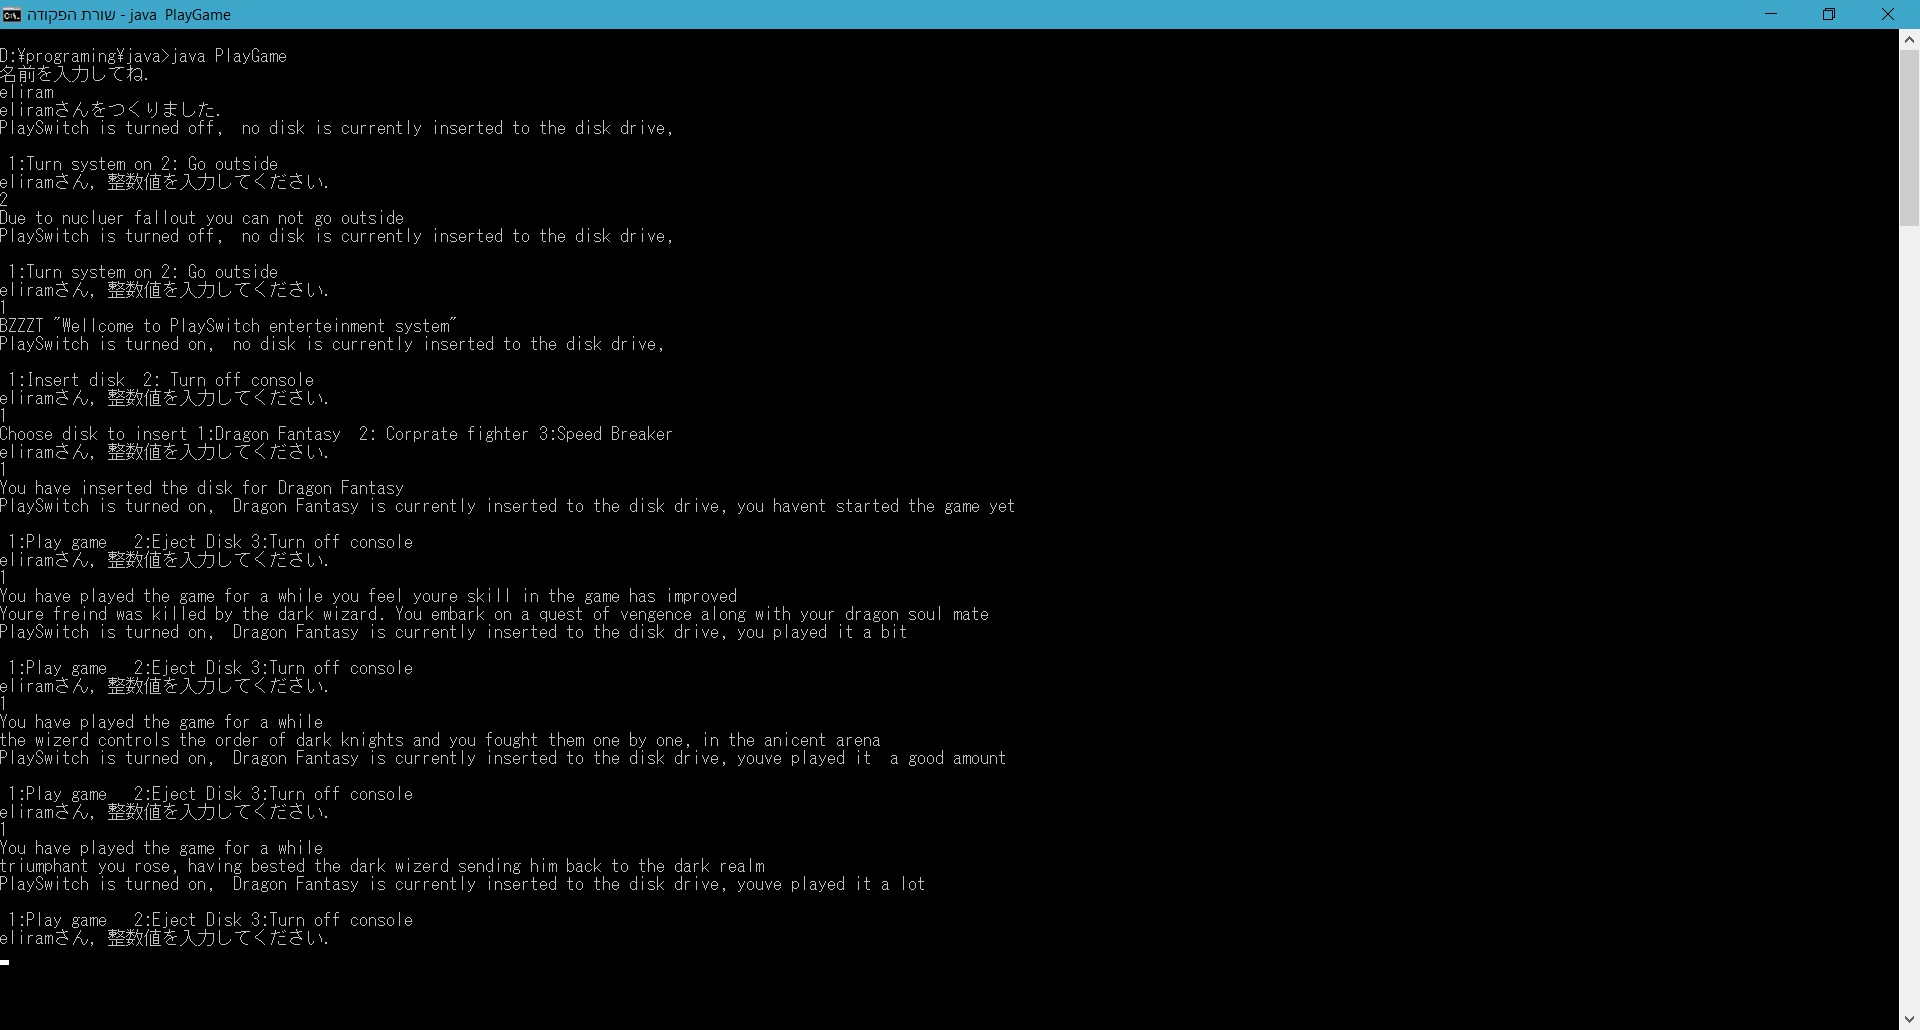 שורת הפקודה - java  PlayGame
D:¥programing¥java>java PlayGame
名前を入力してね.
eliram
eliramさんをつくりました.
PlaySwitch is turned off,  no disk is currently inserted to the disk drive,
1:Turn system on 2: Go outside
eliramさん, 整数値を入力してください.
2
Due to nucluer fallout you can not go outside
PlaySwitch is turned off,  no disk is currently inserted to the disk drive,
1:Turn system on 2: Go outside
eliramさん, 整数値を入力してください.
1
BZZZT "Wellcome to PlaySwitch enterteinment system"
PlaySwitch is turned on,  no disk is currently inserted to the disk drive,
1:Insert disk  2: Turn off console
eliramさん, 整数値を入力してください.
1
Choose disk to insert 1:Dragon Fantasy  2: Corprate fighter 3:Speed Breaker
eliramさん, 整数値を入力してください.
1
You have inserted the disk for Dragon Fantasy
PlaySwitch is turned on,  Dragon Fantasy is currently inserted to the disk drive, you havent started the game yet
1:Play game   2:Eject Disk 3:Turn off console
eliramさん, 整数値を入力してください.
1
You have played the game for a while you feel youre skill in the game has improved
Youre freind was killed by the dark wizard. You embark on a quest of vengence along with your dragon soul mate
PlaySwitch is turned on,  Dragon Fantasy is currently inserted to the disk drive, you played it a bit
1:Play game   2:Eject Disk 3:Turn off console
eliramさん, 整数値を入力してください.
1
You have played the game for a while
the wizerd controls the order of dark knights and you fought them one by one, in the anicent arena
PlaySwitch is turned on,  Dragon Fantasy is currently inserted to the disk drive, youve played it  a good amount
1:Play game   2:Eject Disk 3:Turn off console
eliramさん, 整数値を入力してください.
1
You have played the game for a while
triumphant you rose, having bested the dark wizerd sending him back to the dark realm
PlaySwitch is turned on,  Dragon Fantasy is currently inserted to the disk drive, youve played it a lot
1:Play game   2:Eject Disk 3:Turn off console
eliramさん, 整数値を入力してください.